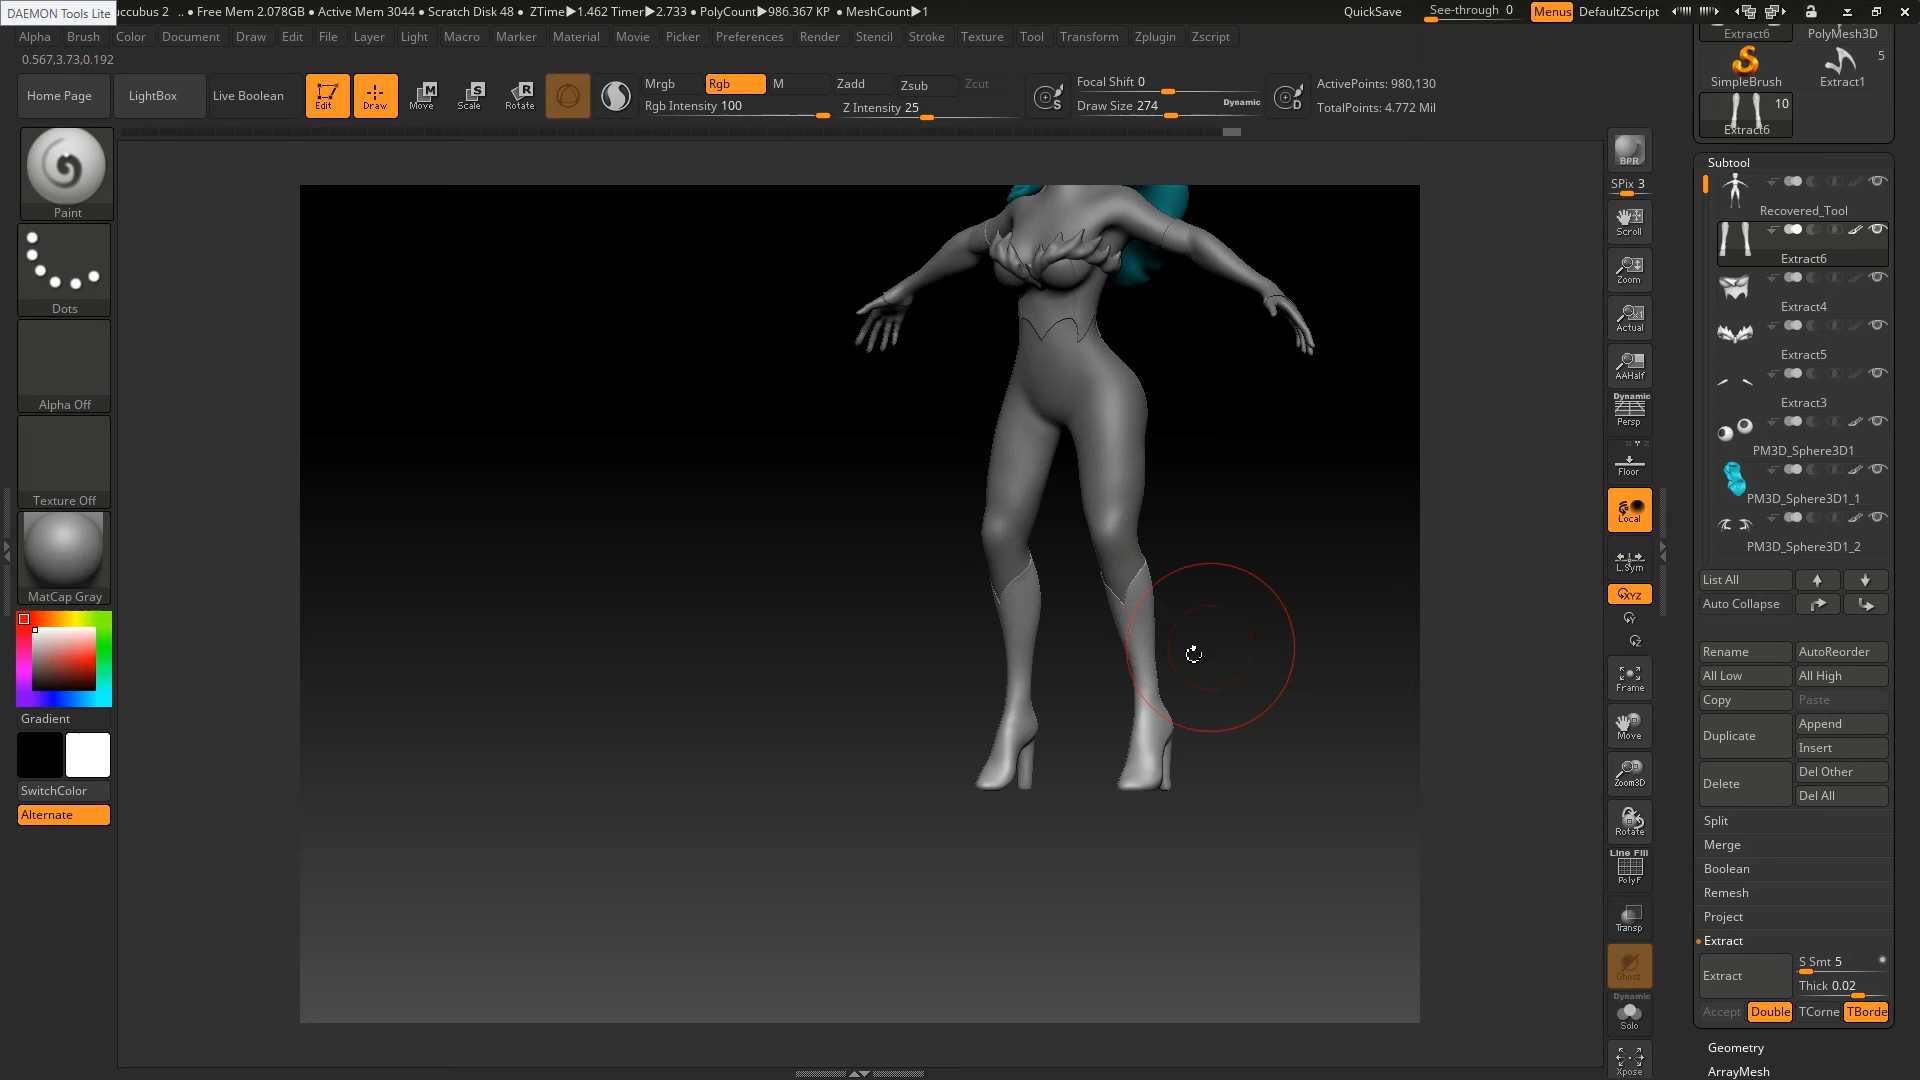 DAEMON Tools Lite
uccubus 2 .. ● Free Mem 2.078GB ● Active Mem 3044 ● Scratch Disk 48 ● ZTime▶1.462 Timer▶2.733 ● PolyCount▶986.367 KP ● MeshCount▶1
QuickSave See-through 0 Menus DefaultZScript
Alpha Brush Color Document Draw Edit File Layer Light Macro Marker Material Movie Picker Preferences Render Stencil Stroke Texture Tool Transform Zplugin Zscript
0.567,3.73,0.192
Home Page LightBox Live Boolean
Edit Draw Move Scale Rotate
Mrgb Rgb M
Rgb Intensity 100
Zadd Zsub Zcut
Z Intensity 25
Focal Shift 0
Draw Size 274 Dynamic
ActivePoints: 980,130
TotalPoints: 4.772 Mil
Paint
Dots
Alpha Off
Texture Off
MatCap Gray
Gradient
SwitchColor
Alternate
BPR
SPix 3
Scroll
Zoom
Actual
AAHalf
Dynamic
Persp
Floor
Local
L.Sym
XYZ
Y
Z
Frame
Move
Zoom3D
Rotate
Line Fill
PolyF
Transp
Ghost
Dynamic
Solo
Xpose
Extract6 PolyMesh3D
SimpleBrush 5 Extract1
10
Extract6
Subtool
Recovered_Tool
Extract6
Extract4
Extract5
Extract3
PM3D_Sphere3D1
PM3D_Sphere3D1_1
PM3D_Sphere3D1_2
List All
Auto Collapse
Rename AutoReorder
All Low All High
Copy Paste
Duplicate Append
Insert
Delete Del Other
Del All
Split
Merge
Boolean
Remesh
Project
Extract
Extract S Smt 5
Thick 0.02
Accept Double TCorne TBorde
Geometry
ArrayMesh